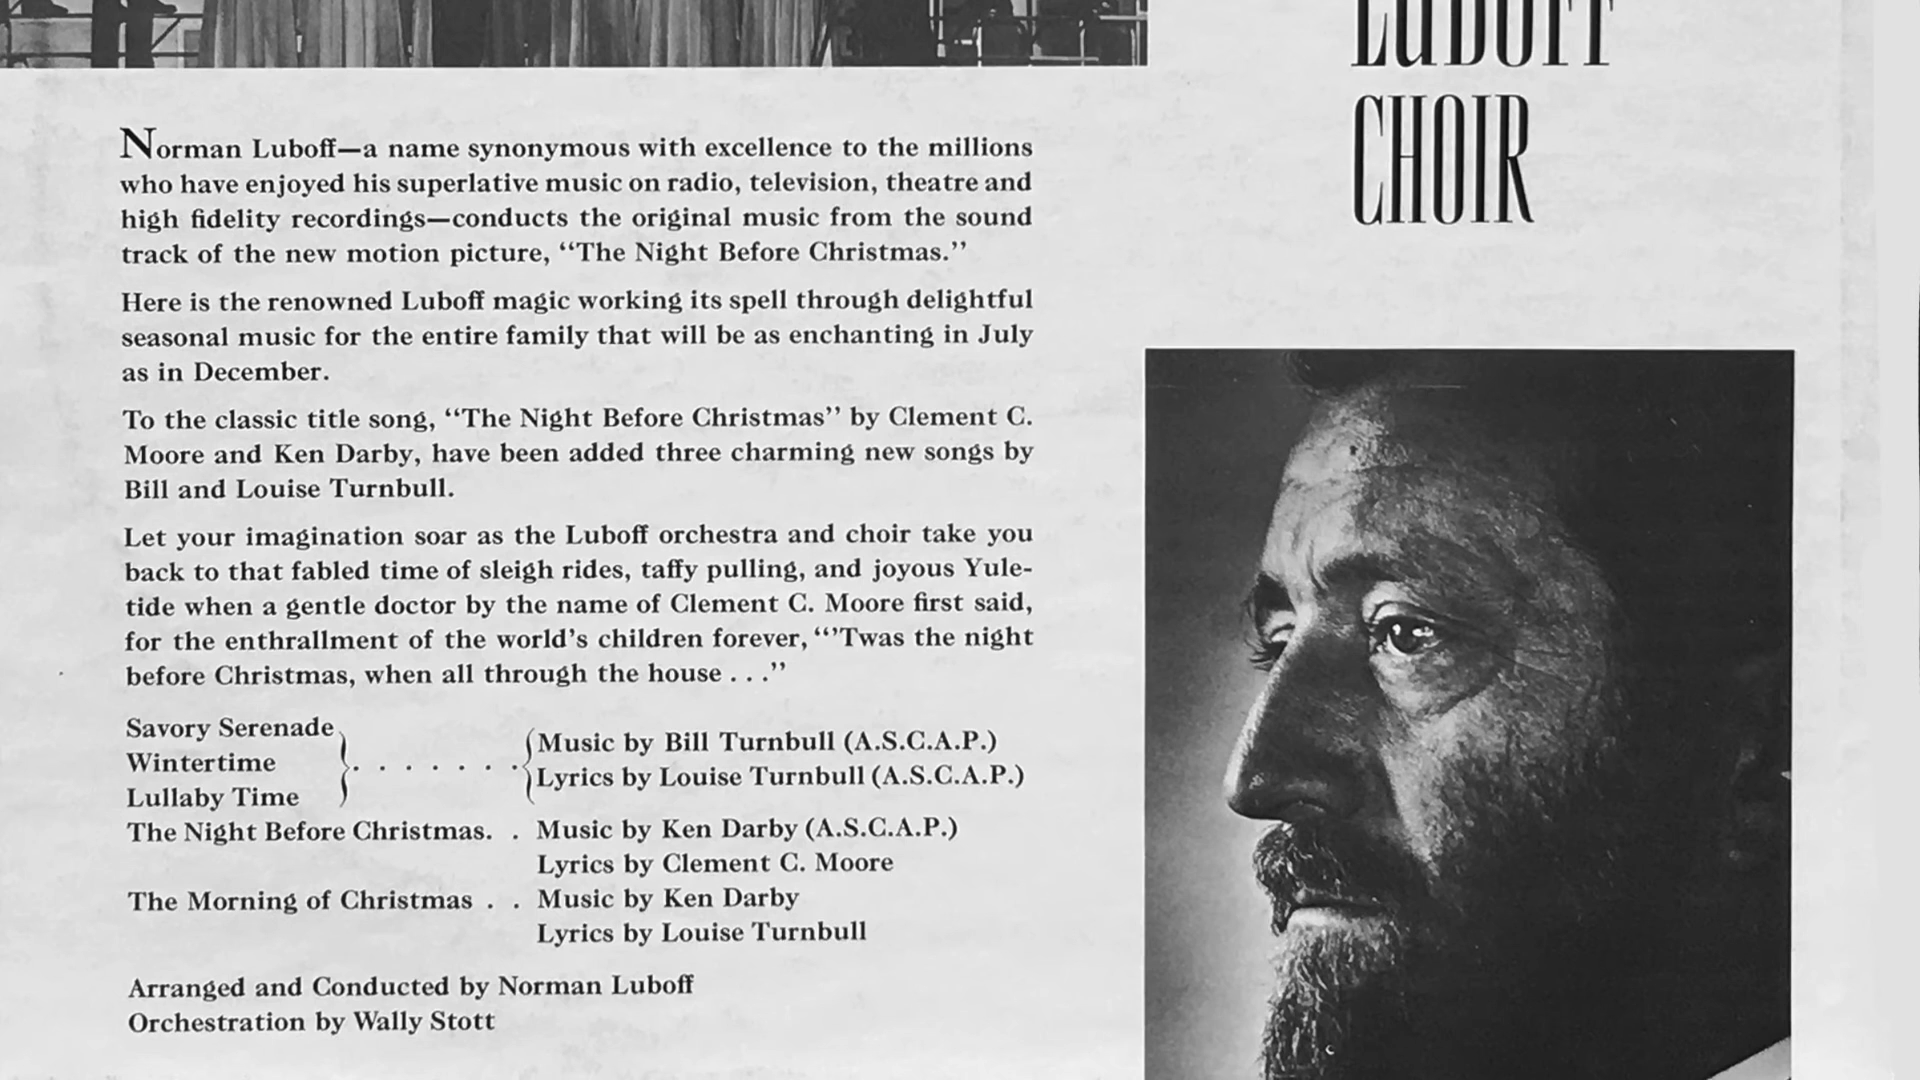 LUBOFF
CHOIR
Norman Luboff—a name synonymous with excellence to the millions
who have enjoyed his superlative music on radio, television, theatre and
high fidelity recordings—conducts the original music from the sound
track of the new motion picture, “The Night Before Christmas.”
Here is the renowned Luboff magic working its spell through delightful
seasonal music for the entire family that will be as enchanting in July
as in December.
To the classic title song, “The Night Before Christmas” by Clement C.
Moore and Ken Darby, have been added three charming new songs by
Bill and Louise Turnbull.
Let your imagination soar as the Luboff orchestra and choir take you
back to that fabled time of sleigh rides, taffy pulling, and joyous Yule-
tide when a gentle doctor by the name of Clement C. Moore first said,
for the enthrallment of the world’s children forever, “’Twas the night
before Christmas, when all through the house . . .”
Savory Serenade
Wintertime
Lullaby Time
. . . . . . .
Music by Bill Turnbull (A.S.C.A.P.)
Lyrics by Louise Turnbull (A.S.C.A.P.)
The Night Before Christmas. . Music by Ken Darby (A.S.C.A.P.)
Lyrics by Clement C. Moore
The Morning of Christmas . . Music by Ken Darby
Lyrics by Louise Turnbull
Arranged and Conducted by Norman Luboff
Orchestration by Wally Stott